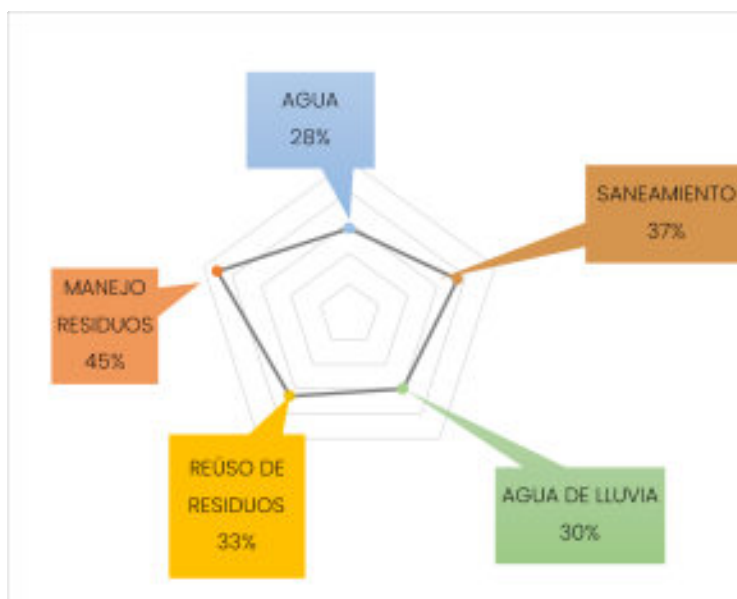 AGUA
28%
SANEAMIENTO
37%
MANEJO
RESIDUOS
45%
REÚSO DE
RESIDUOS
33%
AGUA DE LLUVIA
30%